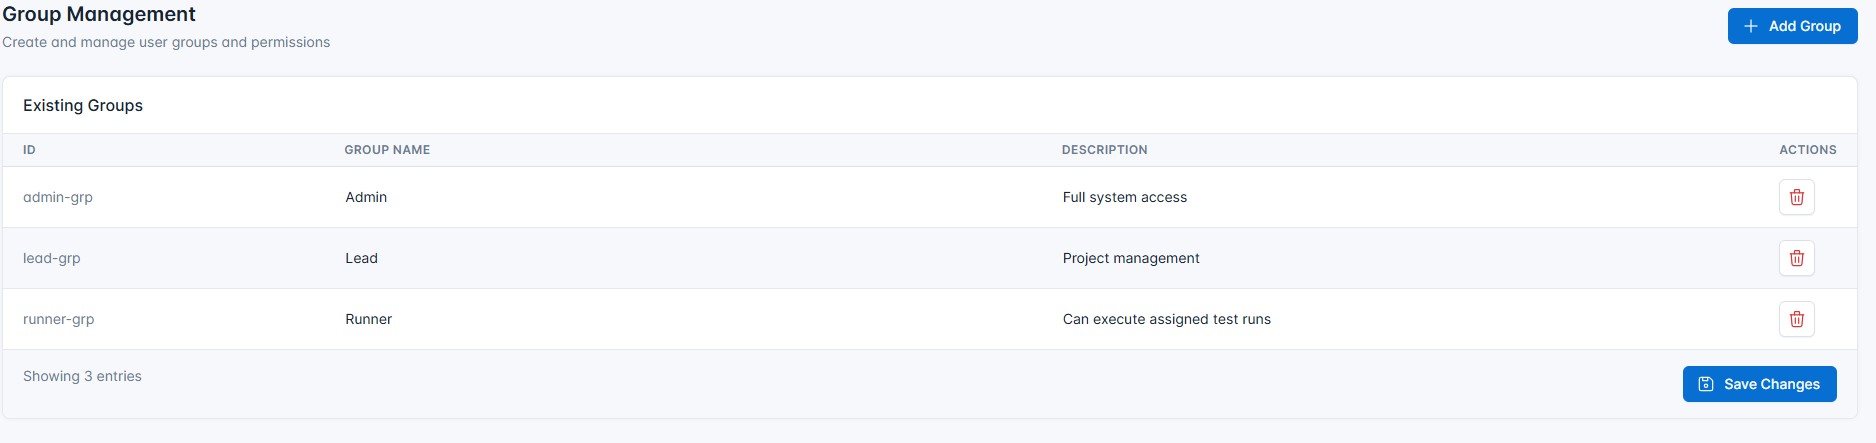 Group Management
Create and manage user groups and permissions
Add Group
Existing Groups
ID GROUP NAME DESCRIPTION ACTIONS
admin-grp Admin Full system access
lead-grp Lead Project management
runner-grp Runner Can execute assigned test runs
Showing 3 entries
Save Changes